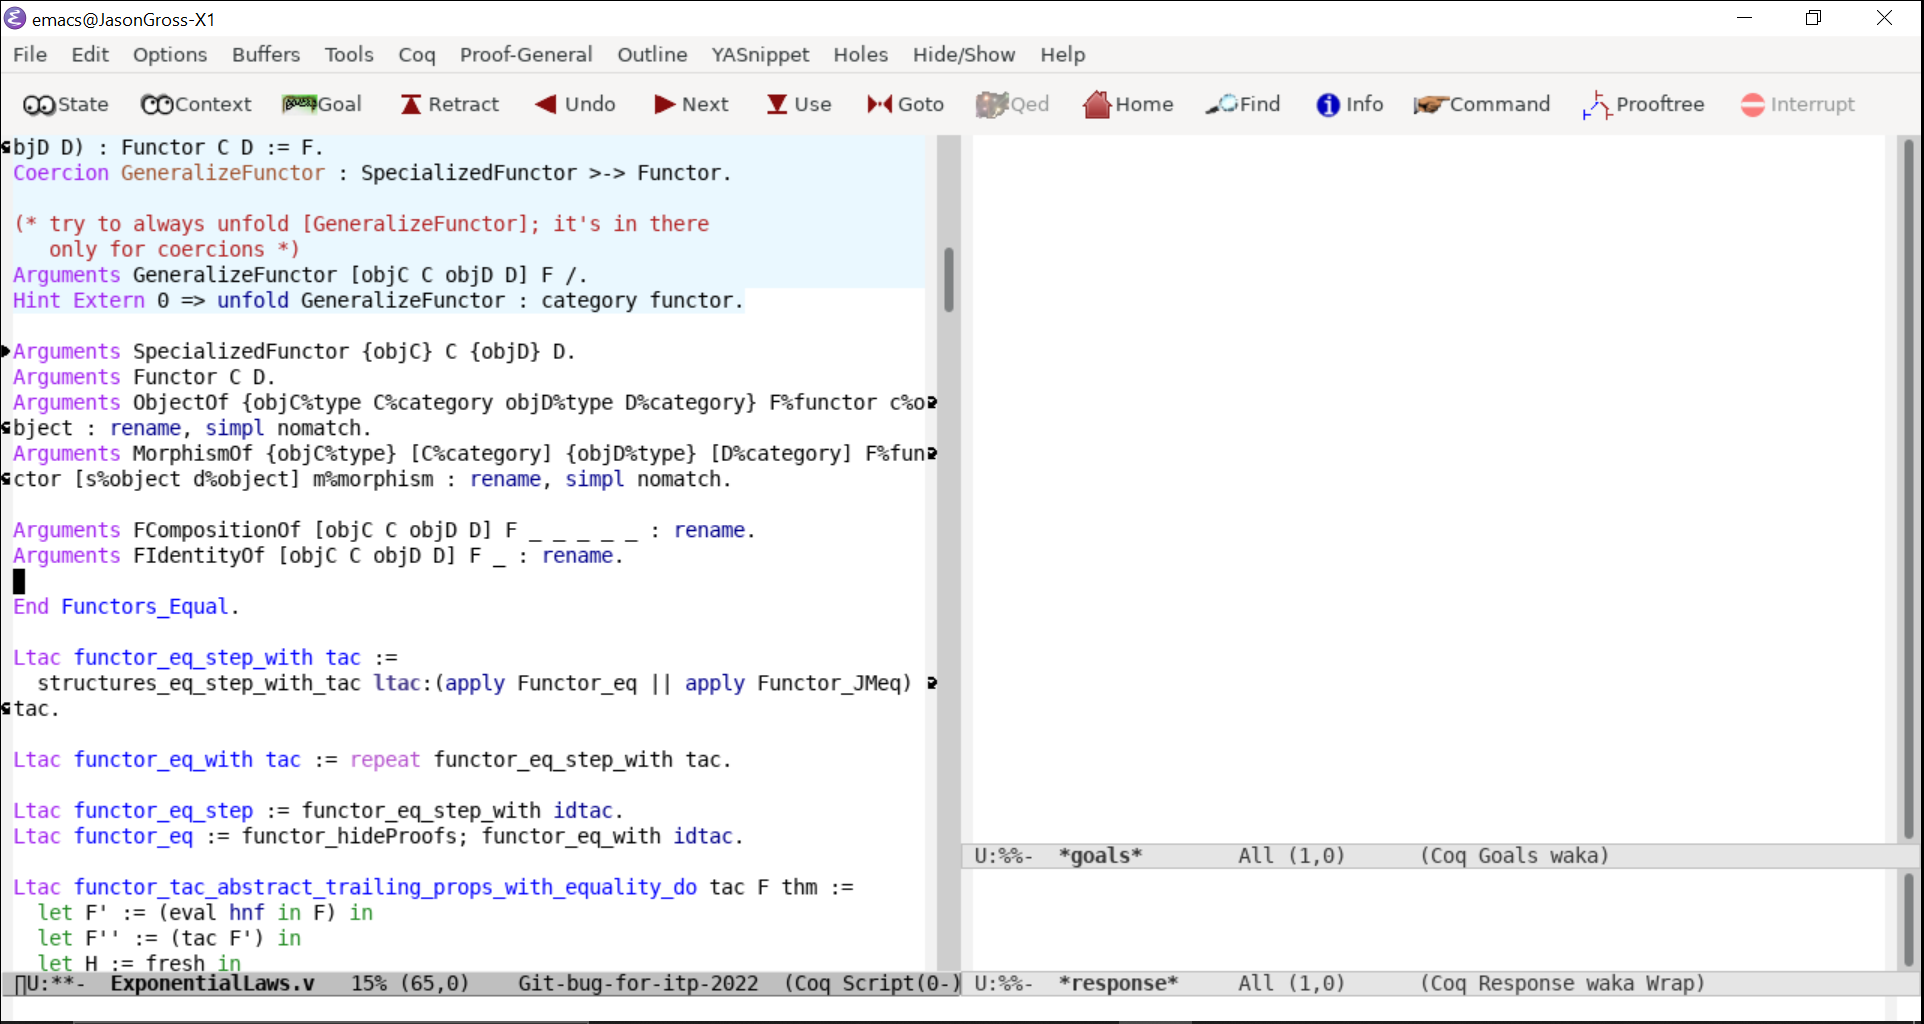 emacs@JasonGross-X1
File Edit Options Buffers Tools Coq Proof-General Outline YASnippet Holes Hide/Show Help
State Context Goal Retract Undo Next Use Goto Qed Home Find Info Command Prooftree Interrupt
bjD D) : Functor C D := F.
Coercion GeneralizeFunctor : SpecializedFunctor >-> Functor.
(* try to always unfold [GeneralizeFunctor]; it's in there
only for coercions *)
Arguments GeneralizeFunctor [objC C objD D] F /.
Hint Extern 0 => unfold GeneralizeFunctor : category functor.
Arguments SpecializedFunctor {objC} C {objD} D.
Arguments Functor C D.
Arguments ObjectOf {objC%type C%category objD%type D%category} F%functor c%o
bject : rename, simpl nomatch.
Arguments MorphismOf {objC%type} [C%category] {objD%type} [D%category] F%fun
ctor [s%object d%object] m%morphism : rename, simpl nomatch.
Arguments FCompositionOf [objC C objD D] F _ _ _ _ _ : rename.
Arguments FIdentityOf [objC C objD D] F _ : rename.
End Functors_Equal.
Ltac functor_eq_step_with tac :=
structures_eq_step_with_tac ltac:(apply Functor_eq || apply Functor_JMeq)
tac.
Ltac functor_eq_with tac := repeat functor_eq_step_with tac.
Ltac functor_eq_step := functor_eq_step_with idtac.
Ltac functor_eq := functor_hideProofs; functor_eq_with idtac.
Ltac functor_tac_abstract_trailing_props_with_equality_do tac F thm :=
let F' := (eval hnf in F) in
let F'' := (tac F') in
let H := fresh in
U:**- ExponentialLaws.v 15% (65,0) Git-bug-for-itp-2022 (Coq Script(0-)
U:%%- *goals* All (1,0) (Coq Goals waka)
U:%%- *response* All (1,0) (Coq Response waka Wrap)